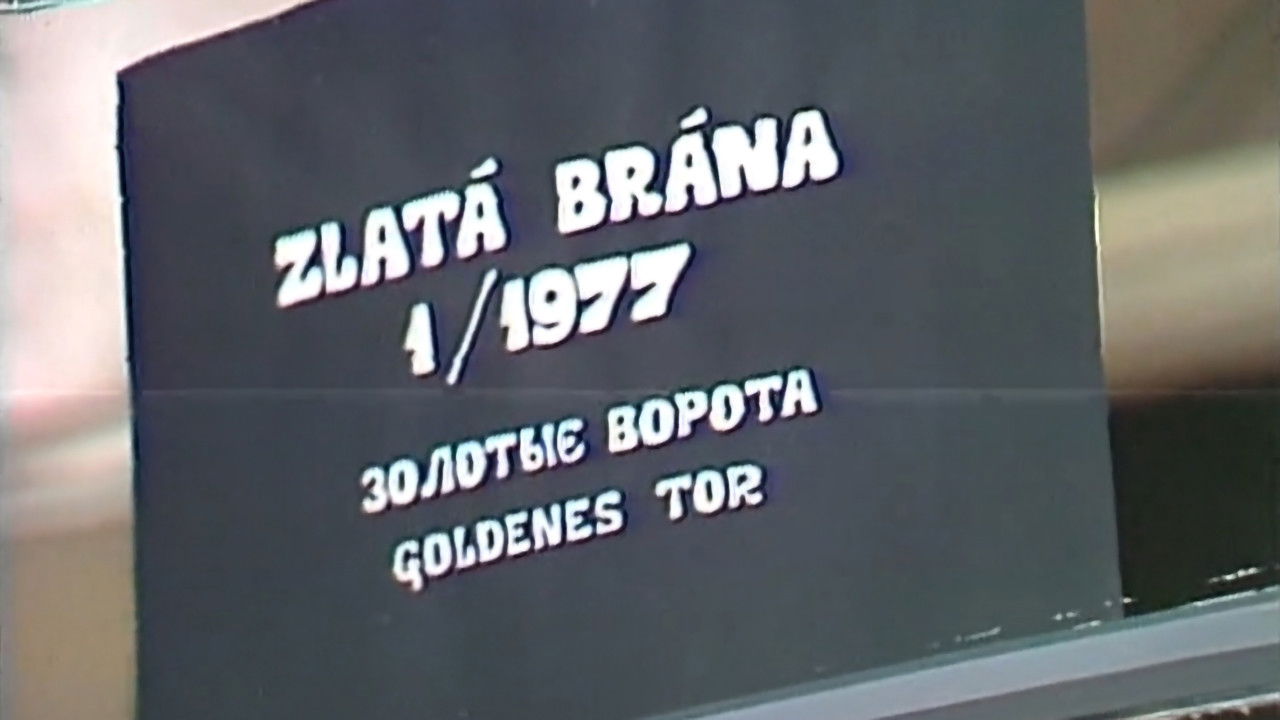 ZLATÁ BRÁNA
1/1977
ЗОЛОТЫЕ ВОРОТА
GOLDENES TOR